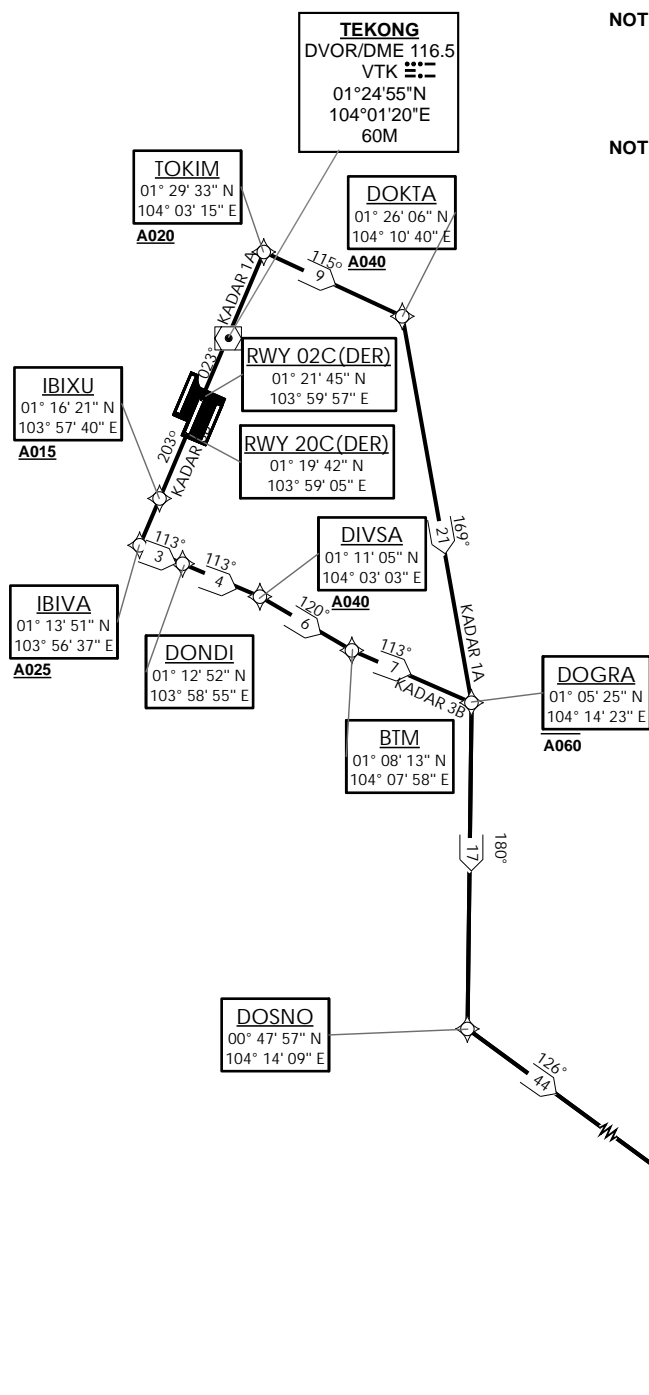 NOT
TEKONG
DVOR/DME 116.5
VTK
01°24'55"N
104°01'20"E
60M
NOT
TOKIM
01° 29' 33" N
104° 03' 15" E
A020
DOKTA
01° 26' 06" N
104° 10' 40" E
A040
115°
9
KADAR 1A
023°
RWY 02C(DER)
01° 21' 45" N
103° 59' 57" E
IBIXU
01° 16' 21" N
103° 57' 40" E
A015
RWY 20C(DER)
01° 19' 42" N
103° 59' 05" E
203°
KADAR
169°
21
KADAR 1A
113°
3
113°
4
DIVSA
01° 11' 05" N
104° 03' 03" E
A040
IBIVA
01° 13' 51" N
103° 56' 37" E
A025
120°
6
DONDI
01° 12' 52" N
103° 58' 55" E
113°
7
KADAR 3B
DOGRA
01° 05' 25" N
104° 14' 23" E
A060
BTM
01° 08' 13" N
104° 07' 58" E
180°
17
DOSNO
00° 47' 57" N
104° 14' 09" E
126°
44